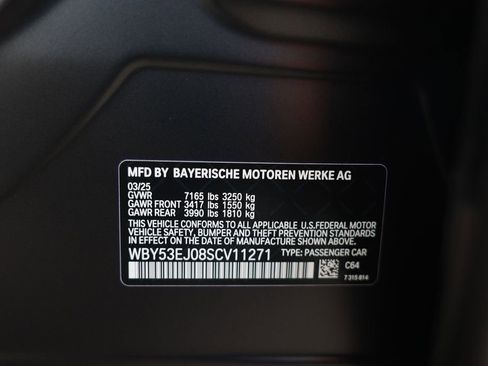 MFD BY BAYERISCHE MOTOREN WERKE AG
03/25
GVWR 7165 lbs 3250 kg
GAWR FRONT 3417 lbs 1550 kg
GAWR REAR 3990 lbs 1810 kg
THIS VEHICLE CONFORMS TO ALL APPLICABLE U.S.FEDERAL MOTOR
VEHICLE SAFETY, BUMPER AND THEFT PREVENTION STANDARDS IN
EFFECT ON THE DATE OF MANUFACTURE SHOWN ABOVE.
WBY53EJ08SCV11271 TYPE: PASSENGER CAR
C64
7 315 814